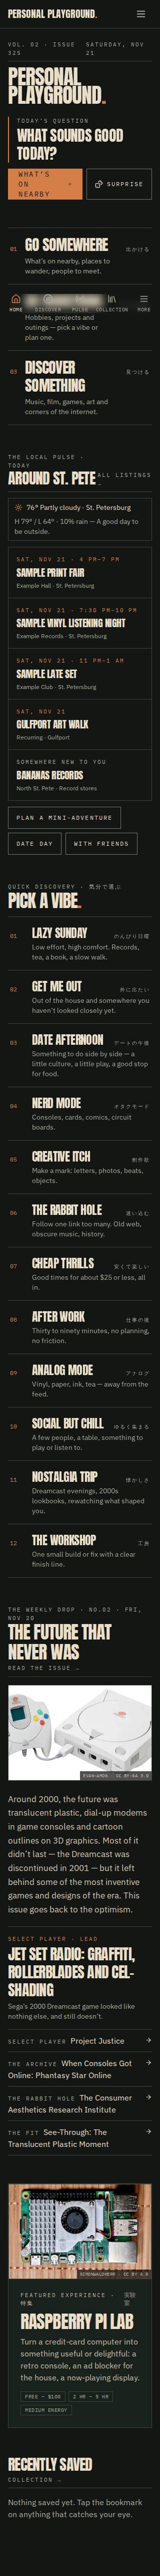 PERSONAL PLAYGROUND.
VOL. 02 · ISSUE
325
SATURDAY, NOV
21
PERSONAL
PLAYGROUND.
TODAY'S QUESTION
WHAT SOUNDS GOOD
TODAY?
WHAT'S
ON
NEARBY
SURPRISE
01
GO SOMEWHERE
出かける
What's on nearby, places to
wander, people to meet.
HOME
DISCOVER
PULSE
COLLECTION
MORE
Hobbies, projects and
outings — pick a vibe or
plan one.
03
DISCOVER
SOMETHING
見つける
Music, film, games, art and
corners of the internet.
THE LOCAL PULSE ·
TODAY
AROUND ST. PETE
ALL LISTINGS
→
76° Partly cloudy · St. Petersburg
H 79° / L 64° · 10% rain — A good day to
be outside.
SAT, NOV 21 · 4 PM–7 PM
SAMPLE PRINT FAIR
Example Hall · St. Petersburg
SAT, NOV 21 · 7:30 PM–10 PM
SAMPLE VINYL LISTENING NIGHT
Example Records · St. Petersburg
SAT, NOV 21 · 11 PM–1 AM
SAMPLE LATE SET
Example Club · St. Petersburg
SAT, NOV 21
GULFPORT ART WALK
Recurring · Gulfport
SOMEWHERE NEW TO YOU
BANANAS RECORDS
North St. Pete · Record stores
PLAN A MINI-ADVENTURE
DATE DAY
WITH FRIENDS
QUICK DISCOVERY · 気分で選ぶ
PICK A VIBE.
01
LAZY SUNDAY
のんびり日曜
Low effort, high comfort. Records,
tea, a book, a slow walk.
02
GET ME OUT
外に出たい
Out of the house and somewhere you
haven't looked closely yet.
03
DATE AFTERNOON
デートの午後
Something to do side by side — a
little culture, a little play, a good stop
for food.
04
NERD MODE
オタクモード
Consoles, cards, comics, circuit
boards.
05
CREATIVE ITCH
創作欲
Make a mark: letters, photos, beats,
objects.
06
THE RABBIT HOLE
迷い込む
Follow one link too many. Old web,
obscure music, history.
07
CHEAP THRILLS
安くて楽しい
Good times for about $25 or less, all
in.
08
AFTER WORK
仕事の後
Thirty to ninety minutes, no planning,
no friction.
09
ANALOG MODE
アナログ
Vinyl, paper, ink, tea — away from the
feed.
10
SOCIAL BUT CHILL
ゆるく集まる
A few people, a table, something to
play or listen to.
11
NOSTALGIA TRIP
懐かしさ
Dreamcast evenings, 2000s
lookbooks, rewatching what shaped
you.
12
THE WORKSHOP
工房
One small build or fix with a clear
finish line.
THE WEEKLY DROP · NO.02 · FRI,
NOV 20
THE FUTURE THAT
NEVER WAS
READ THE ISSUE →
EVAN-AMOS · CC BY-SA 3.0
Around 2000, the future was
translucent plastic, dial-up modems
in game consoles and cartoon
outlines on 3D graphics. Most of it
didn't last — the Dreamcast was
discontinued in 2001 — but it left
behind some of the most inventive
games and designs of the era. This
issue goes back to the optimism.
SELECT PLAYER · LEAD
JET SET RADIO: GRAFFITI,
ROLLERBLADES AND CEL-
SHADING
Sega's 2000 Dreamcast game looked like
nothing else, and still doesn't.
SELECT PLAYER Project Justice
THE ARCHIVE When Consoles Got
Online: Phantasy Star Online
THE RABBIT HOLE The Consumer
Aesthetics Research Institute
THE FIT See-Through: The
Translucent Plastic Moment
FEATURED EXPERIENCE ·
特集
実験
室
RASPBERRY PI LAB
Turn a credit-card computer into
something useful or delightful: a
retro console, an ad blocker for
the house, a now-playing display.
FREE – $100
2 HR – 5 HR
MEDIUM ENERGY
RECENTLY SAVED
COLLECTION →
Nothing saved yet. Tap the bookmark
on anything that catches your eye.